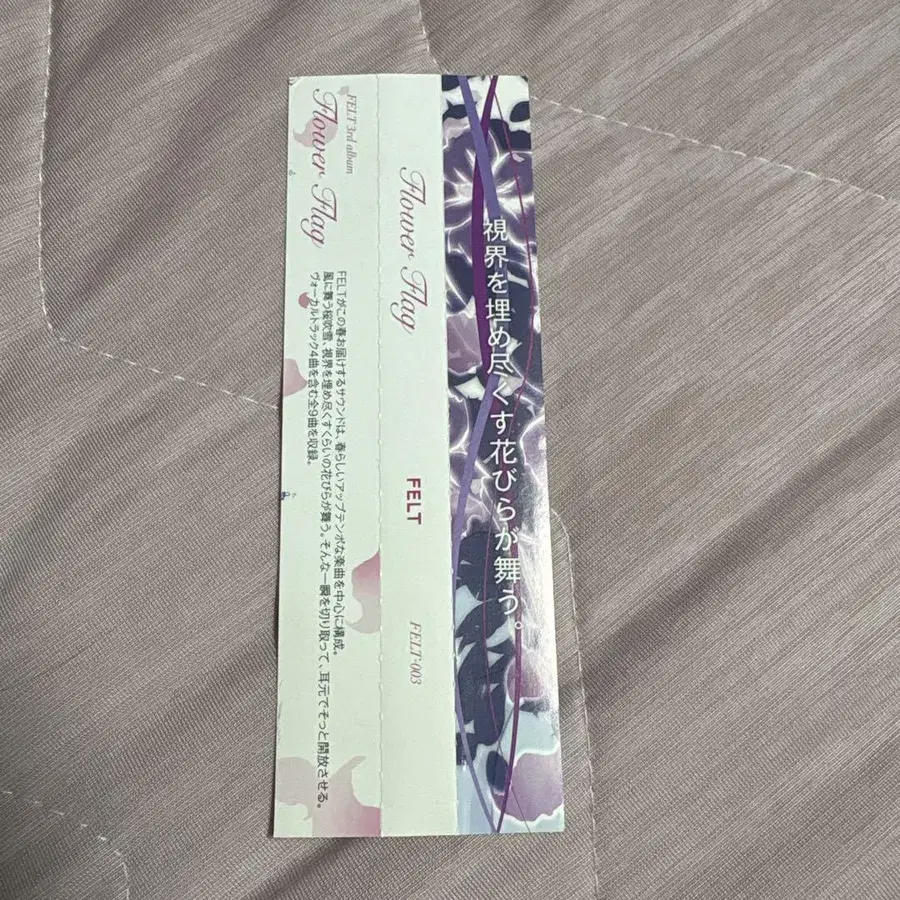 FELT 3rd album
Flower Flag
FELTがこの春お届けするサウンドは、春らしいアップテンポな楽曲を中心に構成。
風に舞う桜吹雪、視界を埋め尽くすくらいの花びらが舞う。そんな一瞬を切り取って、耳元でそっと開放させる。
ヴォーカルトラック4曲を含む全9曲を収録。
Flower Flag
FELT
FELT-003
視界を埋め尽くす花びらが舞う。